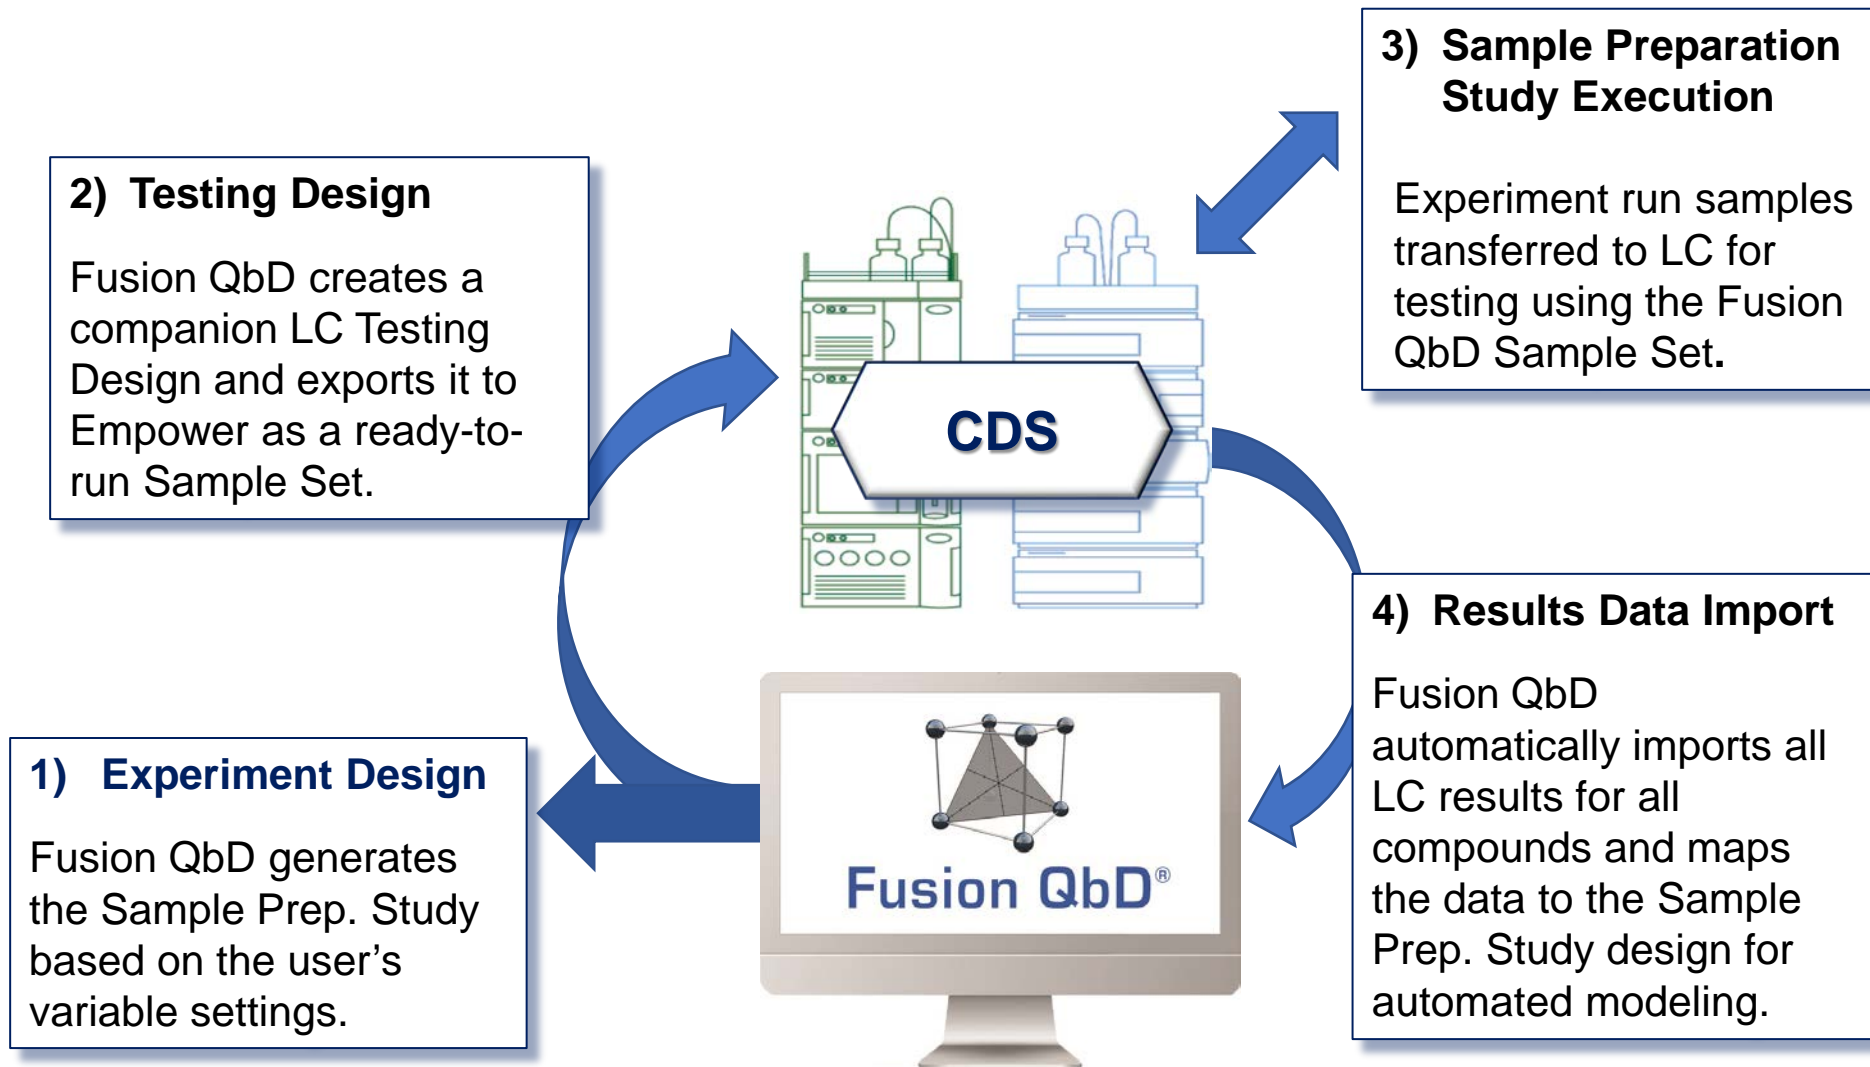 1)   Experiment Design
Fusion QbD generates
the Sample Prep. Study
based on the user’s
variable settings.
2)  Testing Design
Fusion QbD creates a
companion LC Testing
Design and exports it to
Empower as a ready-to-
run Sample Set.
3)  Sample Preparation
Study Execution
Experiment run samples
transferred to LC for
testing using the Fusion
QbD Sample Set.
4)  Results Data Import
Fusion QbD
automatically imports all
LC results for all
compounds and maps
the data to the Sample
Prep. Study design for
automated modeling.
CDS
Fusion QbD®